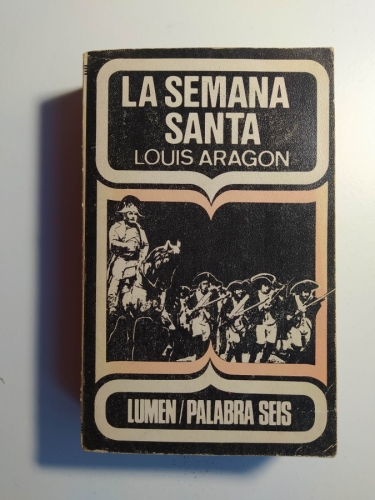 LA SEMANA
SANTA
LOUIS ARAGON
LUMEN/PALABRA SEIS